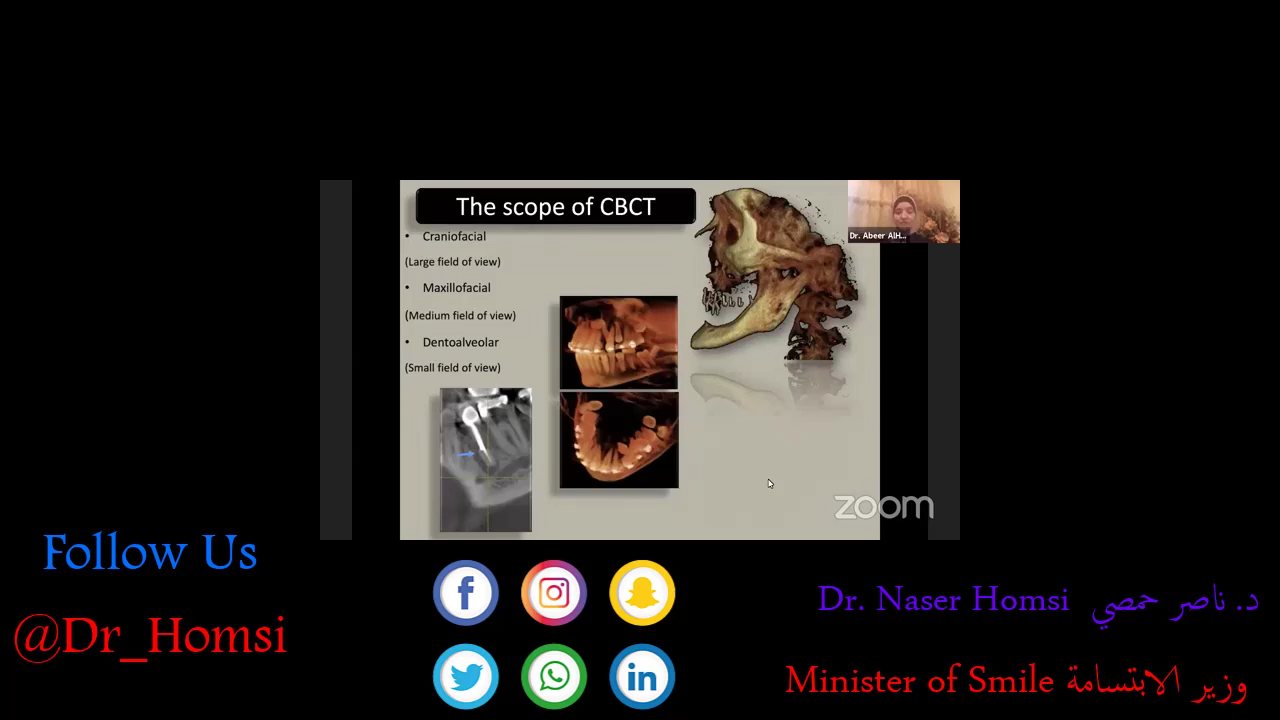 The scope of CBCT
• Craniofacial
(Large field of view)
• Maxillofacial
(Medium field of view)
• Dentoalveolar
(Small field of view)
Dr. Abeer AlH...
zoom
Follow Us
@Dr_Homsi
in
Dr. Naser Homsi د. ناصر حمصي
Minister of Smile وزير الابتسامة